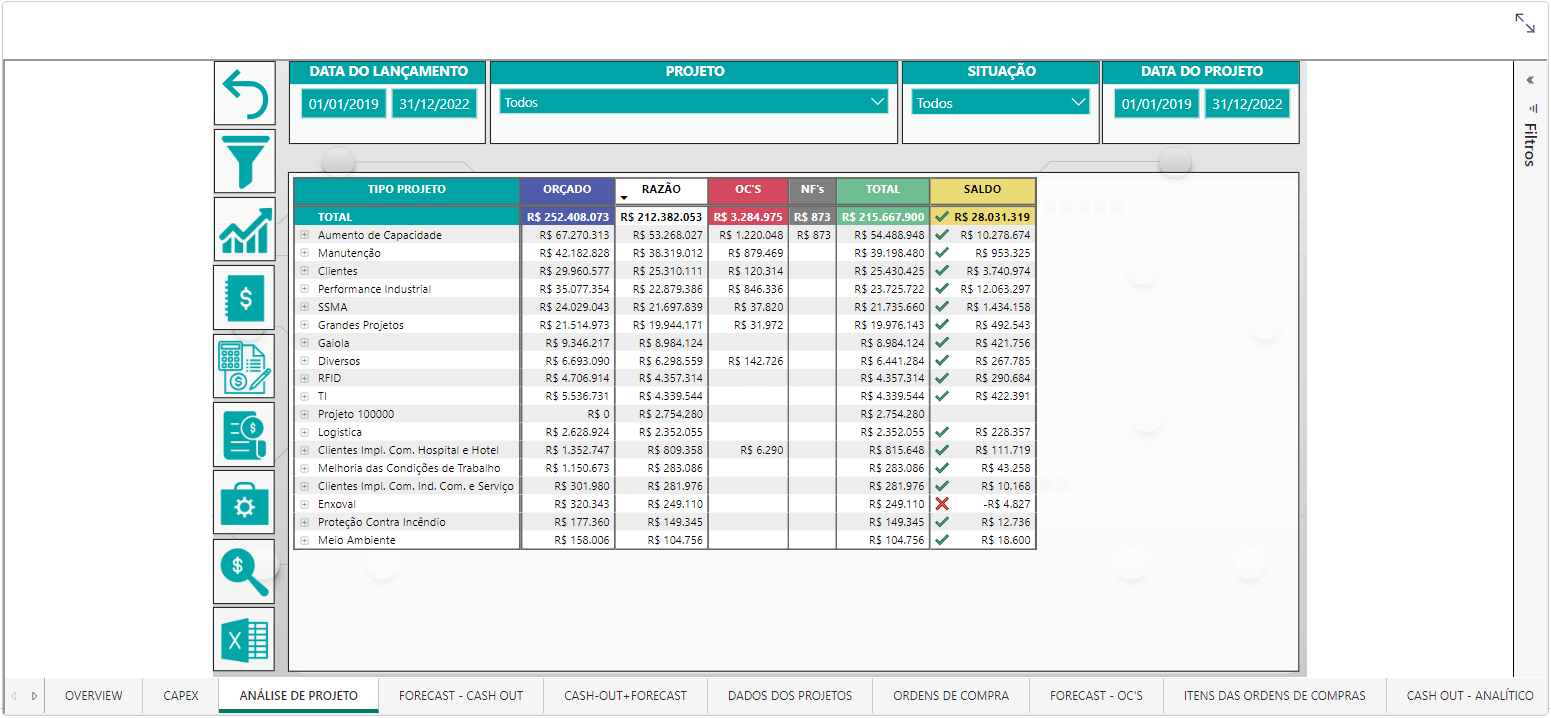 DATA DO LANÇAMENTO PROJETO SITUAÇÃO DATA DO PROJETO
01/01/2019 31/12/2022 Todos Todos 01/01/2019 31/12/2022
Filtros
TIPO PROJETO ORÇADO RAZÃO OC'S NF's TOTAL SALDO
TOTAL R$ 252.408.073 R$ 212.382.053 R$ 3.284.975 R$ 873 R$ 215.667.900 R$ 28.031.319
Aumento de Capacidade R$ 67.270.313 R$ 53.268.027 R$ 1.220.048 R$ 873 R$ 54.488.948 R$ 10.278.674
Manutenção R$ 42.182.828 R$ 38.319.012 R$ 879.469 R$ 39.198.480 R$ 953.325
Clientes R$ 29.960.577 R$ 25.310.111 R$ 120.314 R$ 25.430.425 R$ 3.740.974
Performance Industrial R$ 35.077.354 R$ 22.879.386 R$ 846.336 R$ 23.725.722 R$ 12.063.297
SSMA R$ 24.029.043 R$ 21.697.839 R$ 37.820 R$ 21.735.660 R$ 1.434.158
Grandes Projetos R$ 21.514.973 R$ 19.944.171 R$ 31.972 R$ 19.976.143 R$ 492.543
Gaiola R$ 9.346.217 R$ 8.984.124 R$ 8.984.124 R$ 421.756
Diversos R$ 6.693.090 R$ 6.298.559 R$ 142.726 R$ 6.441.284 R$ 267.785
RFID R$ 4.706.914 R$ 4.357.314 R$ 4.357.314 R$ 290.684
TI R$ 5.536.731 R$ 4.339.544 R$ 4.339.544 R$ 422.391
Projeto 100000 R$ 0 R$ 2.754.280 R$ 2.754.280
Logística R$ 2.628.924 R$ 2.352.055 R$ 2.352.055 R$ 228.357
Clientes Impl. Com. Hospital e Hotel R$ 1.352.747 R$ 809.358 R$ 6.290 R$ 815.648 R$ 111.719
Melhoria das Condições de Trabalho R$ 1.150.673 R$ 283.086 R$ 283.086 R$ 43.258
Clientes Impl. Com. Ind. Com. e Serviço R$ 301.980 R$ 281.976 R$ 281.976 R$ 10.168
Enxoval R$ 320.343 R$ 249.110 R$ 249.110 -R$ 4.827
Proteção Contra Incêndio R$ 177.360 R$ 149.345 R$ 149.345 R$ 12.736
Meio Ambiente R$ 158.006 R$ 104.756 R$ 104.756 R$ 18.600
OVERVIEW CAPEX ANÁLISE DE PROJETO FORECAST - CASH OUT CASH-OUT+FORECAST DADOS DOS PROJETOS ORDENS DE COMPRA FORECAST - OC'S ITENS DAS ORDENS DE COMPRAS CASH OUT - ANALÍTICO